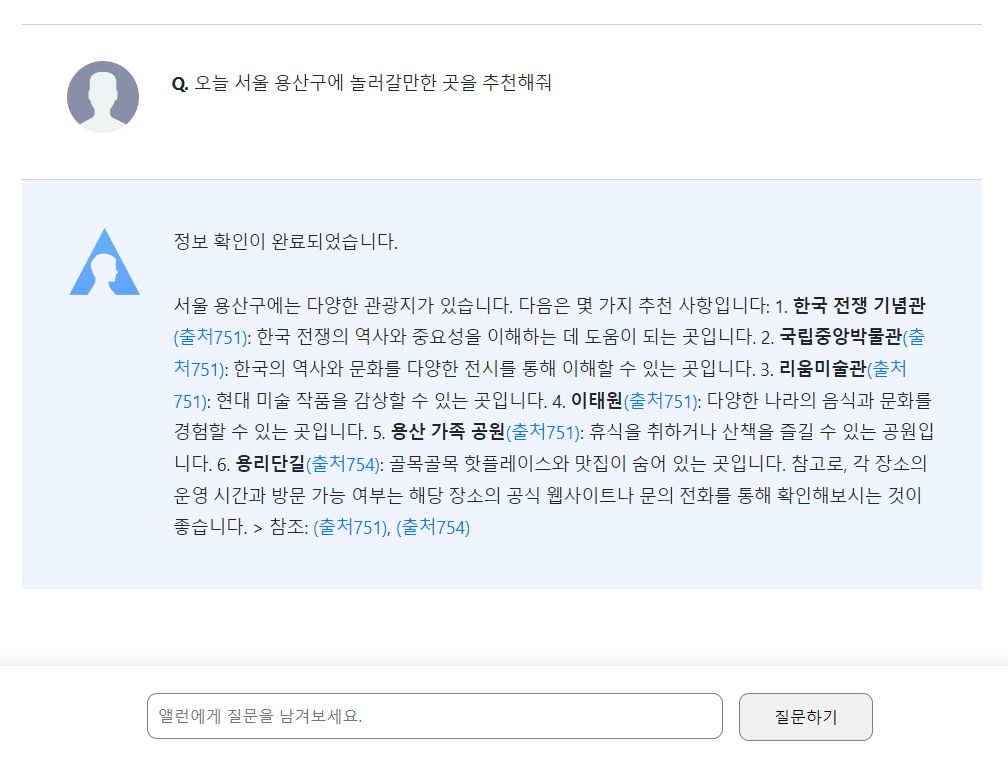 Q. 오늘 서울 용산구에 놀러갈만한 곳을 추천해줘
정보 확인이 완료되었습니다.
서울 용산구에는 다양한 관광지가 있습니다. 다음은 몇 가지 추천 사항입니다: 1. 한국 전쟁 기념관
(출처751): 한국 전쟁의 역사와 중요성을 이해하는 데 도움이 되는 곳입니다. 2. 국립중앙박물관(출
처751): 한국의 역사와 문화를 다양한 전시를 통해 이해할 수 있는 곳입니다. 3. 리움미술관(출처
751): 현대 미술 작품을 감상할 수 있는 곳입니다. 4. 이태원(출처751): 다양한 나라의 음식과 문화를
경험할 수 있는 곳입니다. 5. 용산 가족 공원(출처751): 휴식을 취하거나 산책을 즐길 수 있는 공원입
니다. 6. 용리단길(출처754): 골목골목 핫플레이스와 맛집이 숨어 있는 곳입니다. 참고로, 각 장소의
운영 시간과 방문 가능 여부는 해당 장소의 공식 웹사이트나 문의 전화를 통해 확인해보시는 것이
좋습니다. > 참조: (출처751), (출처754)
앨런에게 질문을 남겨보세요.
질문하기